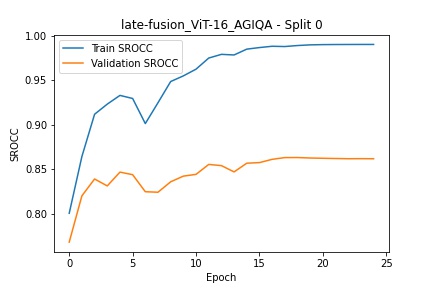 late-fusion_ViT-16_AGIQA - Split 0
1.00
Train SROCC
Validation SROCC
0.95
0.90
SROCC
0.85
0.80
0
5
10
15
20
25
Epoch